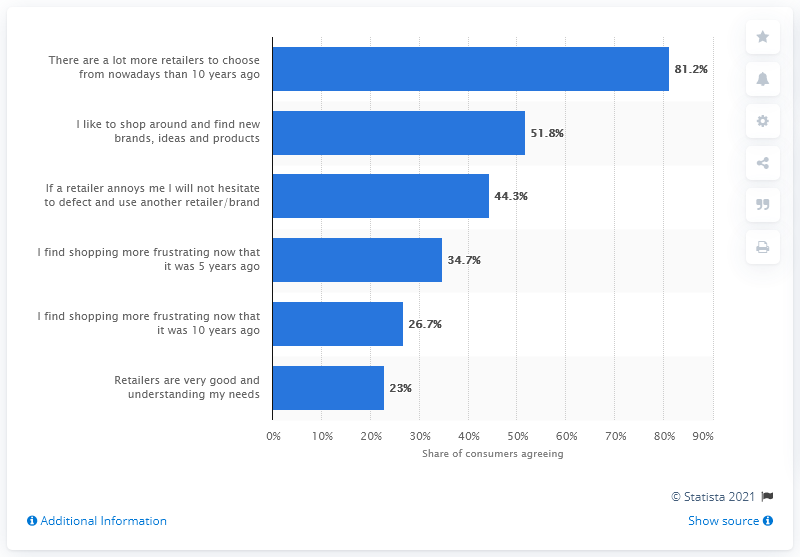 There are a lot more retailers to choose
from nowadays than 10 years ago
81.2%
I like to shop around and find new
brands, ideas and products
51.8%
If a retailer annoys me I will not hesitate
to defect and use another retailer/brand
44.3%
I find shopping more frustrating now that
it was 5 years ago
34.7%
I find shopping more frustrating now that
it was 10 years ago
26.7%
Retailers are very good and
understanding my needs
23%
0% 10% 20% 30% 40% 50% 60% 70% 80% 90%
Share of consumers agreeing
© Statista 2021
Additional Information
Show source